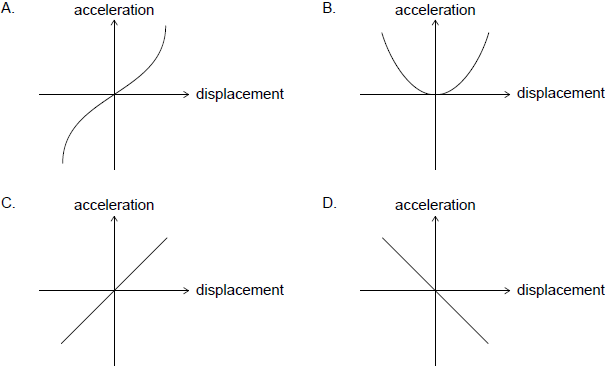 A.
acceleration
displacement
B.
acceleration
displacement
C.
acceleration
displacement
D.
acceleration
displacement